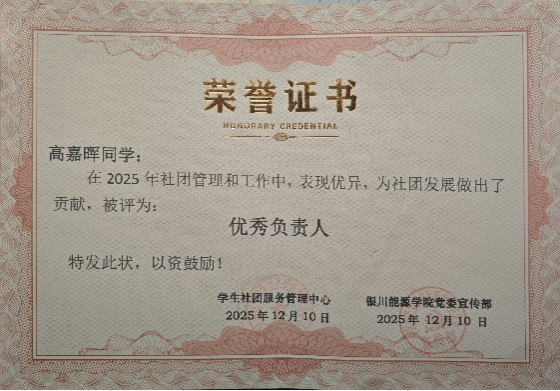 荣誉证书
HONORARY CREDENTIAL
高嘉晖同学：
在 2025 年社团管理和工作中，表现优异，为社团发展做出了
贡献，被评为：
优秀负责人
特发此状，以资鼓励！
学生社团服务管理中心
2025 年 12 月 10 日
银川能源学院党委宣传部
2025 年 12 月 10 日